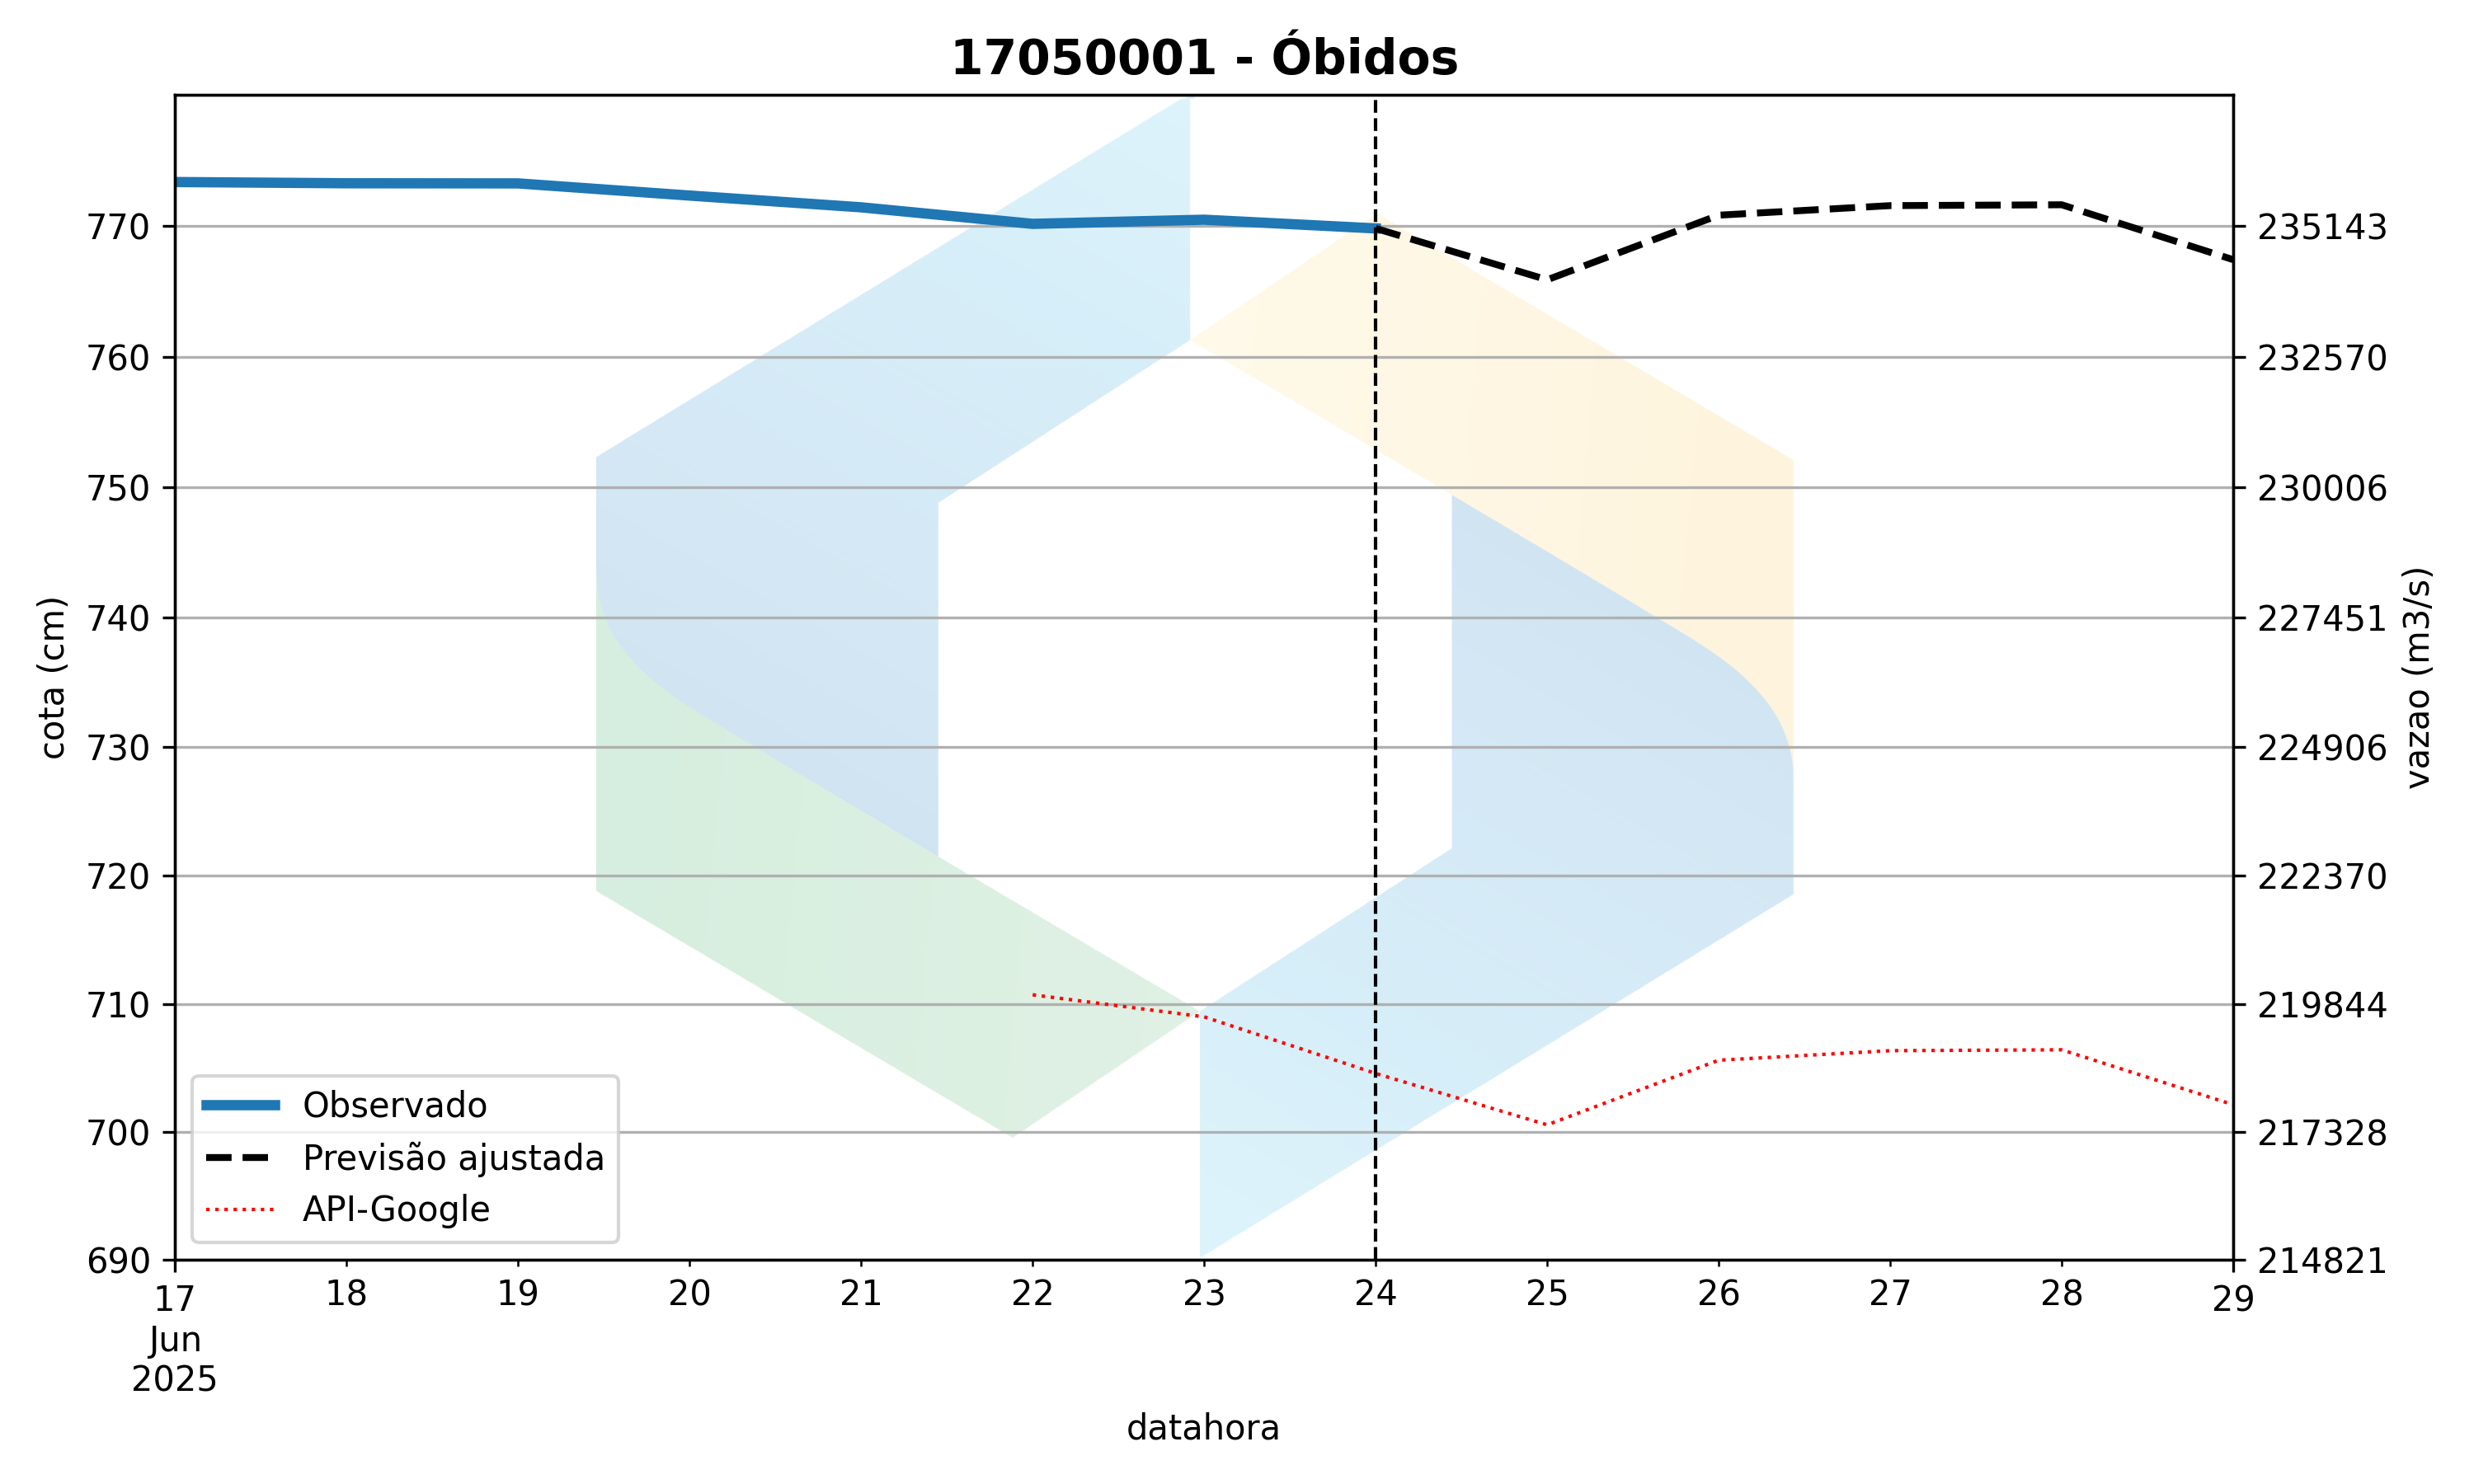 17050001 - Óbidos
770
760
750
740
730
720
710
700
690
cota (cm)
235143
232570
230006
227451
224906
222370
219844
217328
214821
vazao (m3/s)
Observado
Previsão ajustada
API-Google
17 18 19 20 21 22 23 24 25 26 27 28 29
Jun
2025
datahora